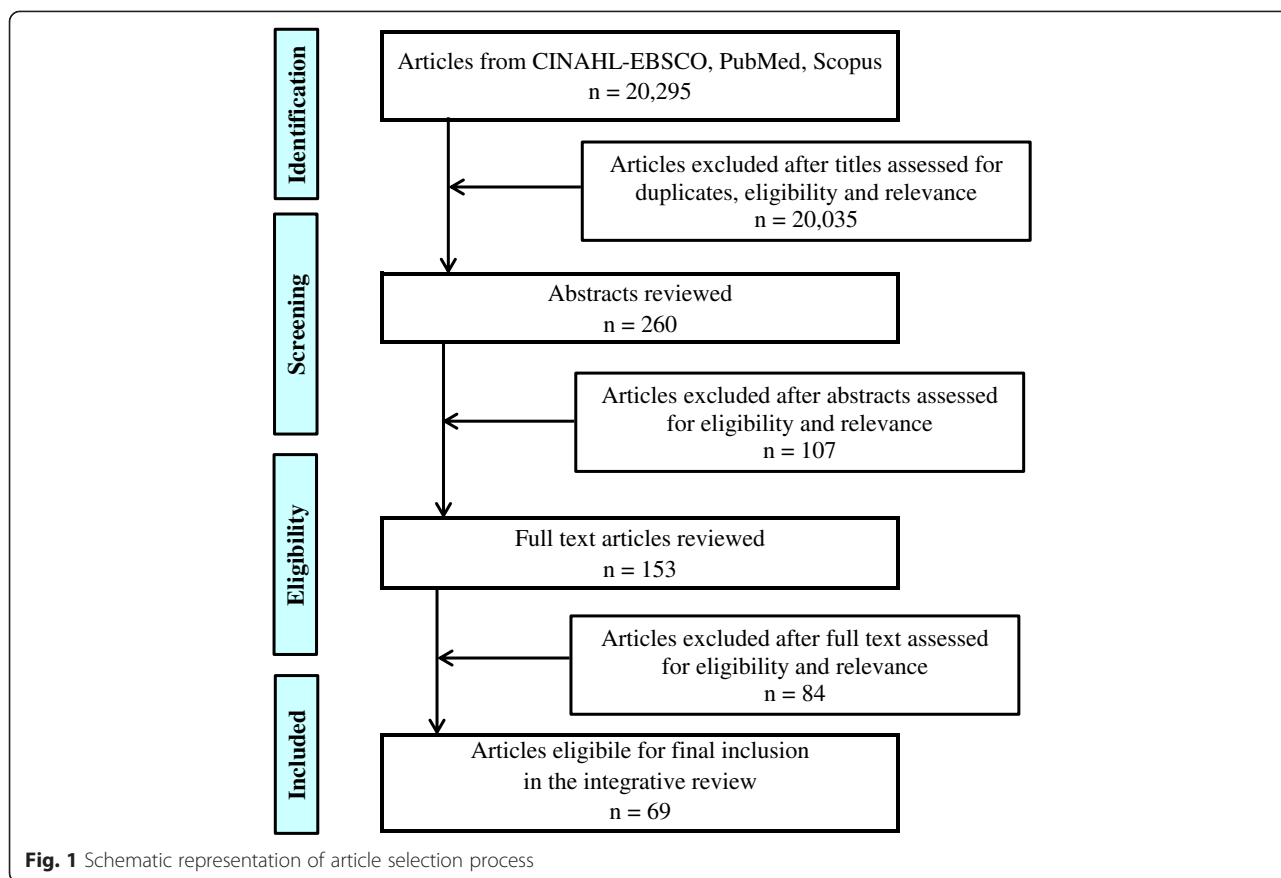 Identification
Articles from CINAHL-EBSCO, PubMed, Scopus
n = 20,295
Articles excluded after titles assessed for
duplicates, eligibility and relevance
n = 20,035
Screening
Abstracts reviewed
n = 260
Articles excluded after abstracts assessed
for eligibility and relevance
n = 107
Eligibility
Full text articles reviewed
n = 153
Articles excluded after full text assessed
for eligibility and relevance
n = 84
Included
Articles eligibile for final inclusion
in the integrative review
n = 69
Fig. 1 Schematic representation of article selection process